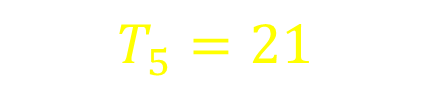 T₅ = 21